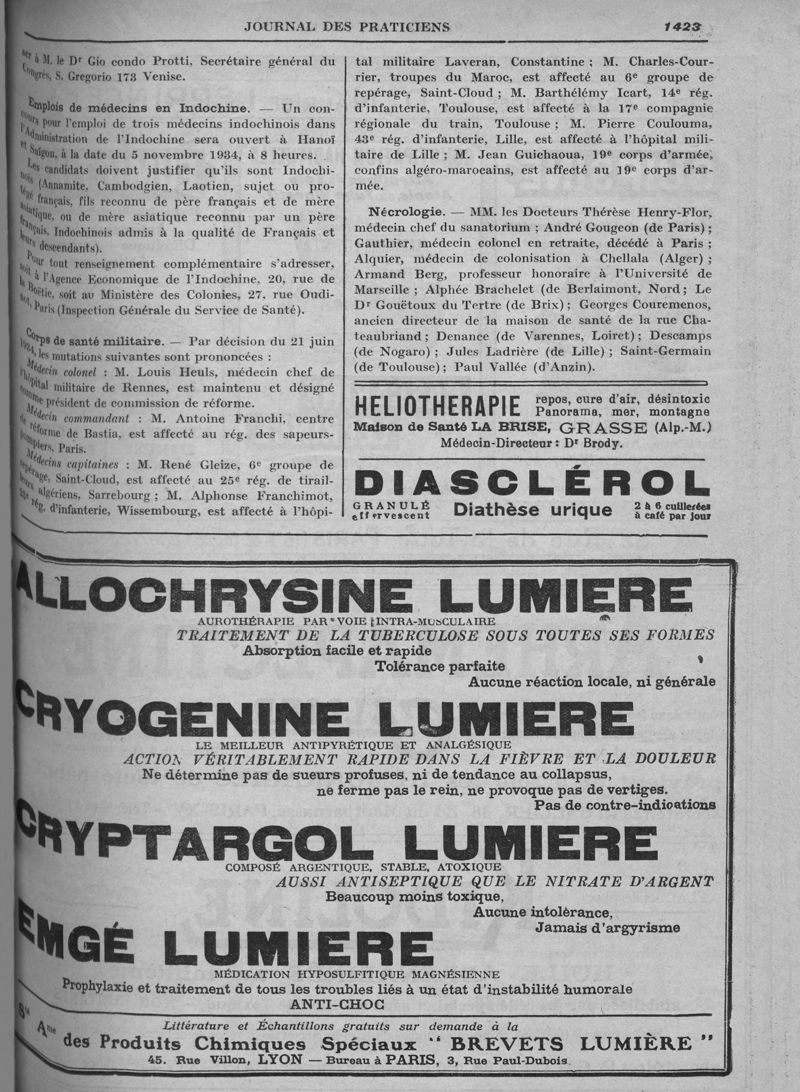 JOURNAL DES PRATICIENS 1423
ser à M. le Dr Gio condo Protti, Secrétaire général du
Congrès, S. Gregorio 173 Venise.
Emplois de médecins en Indochine. — Un con-
cours pour l'emploi de trois médecins indochinois dans
l'Administration de l'Indochine sera ouvert à Hanoï
et Saïgon, à la date du 5 novembre 1934, à 8 heures.
Les candidats doivent justifier qu'ils sont Indochi-
nois (Annamite, Cambodgien, Laotien, sujet ou pro-
tégé français, fils reconnu de père français et de mère
asiatique, ou de mère asiatique reconnu par un père
français, Indochinois admis à la qualité de Français et
leurs descendants).
Pour tout renseignement complémentaire s'adresser,
soit à l'Agence Economique de l'Indochine, 20, rue de
la Boétie, soit au Ministère des Colonies, 27, rue Oudi-
not, Paris (Inspection Générale du Service de Santé).
Corps de santé militaire. — Par décision du 21 juin
1934, les mutations suivantes sont prononcées :
Médecin colonel : M. Louis Heuls, médecin chef de
l'hôpital militaire de Rennes, est maintenu et désigné
comme président de commission de réforme.
Médecin commandant : M. Antoine Franchi, centre
de réforme de Bastia, est affecté au rég. des sapeurs-
pompiers, Paris.
Médecins capitaines : M. René Gleize, 6e groupe de
repérage, Saint-Cloud, est affecté au 25e rég. de tirail-
leurs algériens, Sarrebourg ; M. Alphonse Franchimot,
rég. d'infanterie, Wissembourg, est affecté à l'hôpi-
tal militaire Laveran, Constantine ; M. Charles-Cour-
rier, troupes du Maroc, est affecté au 6e groupe de
repérage, Saint-Cloud ; M. Barthélémy Icart, 14e rég.
d'infanterie, Toulouse, est affecté à la 17e compagnie
régionale du train, Toulouse ; M. Pierre Coulouma,
43e rég. d'infanterie, Lille, est affecté à l'hôpital mili-
taire de Lille ; M. Jean Guichaoua, 19e corps d'armée,
confins algéro-marocains, est affecté au 19e corps d'ar-
mée.
Nécrologie. — MM. les Docteurs Thérèse Henry-Flor,
médecin chef du sanatorium ; André Gougeon (de Paris) ;
Gauthier, médecin colonel en retraite, décédé à Paris ;
Alquier, médecin de colonisation à Chellala (Alger) ;
Armand Berg, professeur honoraire à l'Université de
Marseille ; Alphée Brachelet (de Berlaimont, Nord ; Le
Dr Gouëtoux du Tertre (de Brix) ; Georges Couremenos,
ancien directeur de la maison de santé de la rue Cha-
teaubriand ; Denance (de Varennes, Loiret) ; Descamps
(de Nogaro) ; Jules Ladrière (de Lille) ; Saint-Germain
(de Toulouse) ; Paul Vallée (d'Anzin).
HELIOTHERAPIE repos, cure d'air, désintoxic
Panorama, mer, montagne
Maison de Santé LA BRISE, GRASSE (Alp.-M.)
Médecin-Directeur : Dr Brody.
DIASCLÉROL
GRANULÉ
effervescent
Diathèse urique
2 à 6 cuillerées
à café par jour
ALLOCHRYSINE LUMIERE
AUROTHÉRAPIE PAR VOIE INTRA-MUSCULAIRE
TRAITEMENT DE LA TUBERCULOSE SOUS TOUTES SES FORMES
Absorption facile et rapide
Tolérance parfaite
Aucune réaction locale, ni générale
CRYOGENINE LUMIERE
LE MEILLEUR ANTIPYRÉTIQUE ET ANALGÉSIQUE
ACTION VÉRITABLEMENT RAPIDE DANS LA FIÈVRE ET LA DOULEUR
Ne détermine pas de sueurs profuses, ni de tendance au collapsus,
ne ferme pas le rein, ne provoque pas de vertiges.
Pas de contre-indications
CRYPTARGOL LUMIERE
COMPOSÉ ARGENTIQUE, STABLE, ATOXIQUE
AUSSI ANTISEPTIQUE QUE LE NITRATE D'ARGENT
Beaucoup moins toxique,
Aucune intolérance,
Jamais d'argyrisme
EMGÉ LUMIERE
MÉDICATION HYPOSULFITIQUE MAGNÉSIENNE
Prophylaxie et traitement de tous les troubles liés à un état d'instabilité humorale
ANTI-CHOC
Littérature et Échantillons gratuits sur demande à la
Sté Ame des Produits Chimiques Spéciaux "BREVETS LUMIÈRE"
45, Rue Villon, LYON — Bureau à PARIS, 3, Rue Paul-Dubois